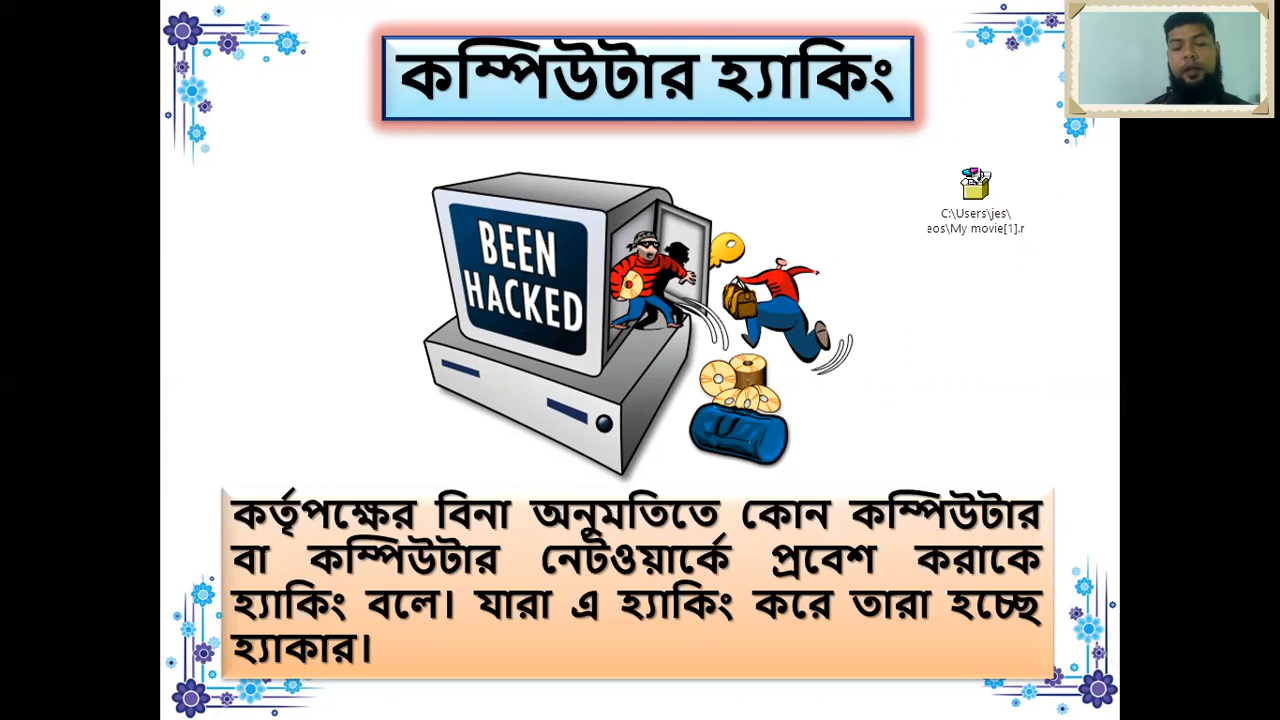 কম্পিউটার হ্যাকিং
BEEN
HACKED
C:\Users\jes\
eos\My movie[1].r
কর্তৃপক্ষের বিনা অনুমতিতে কোন কম্পিউটার
বা কম্পিউটার নেটওয়ার্কে প্রবেশ করাকে
হ্যাকিং বলে। যারা এ হ্যাকিং করে তারা হচ্ছে
হ্যাকার।